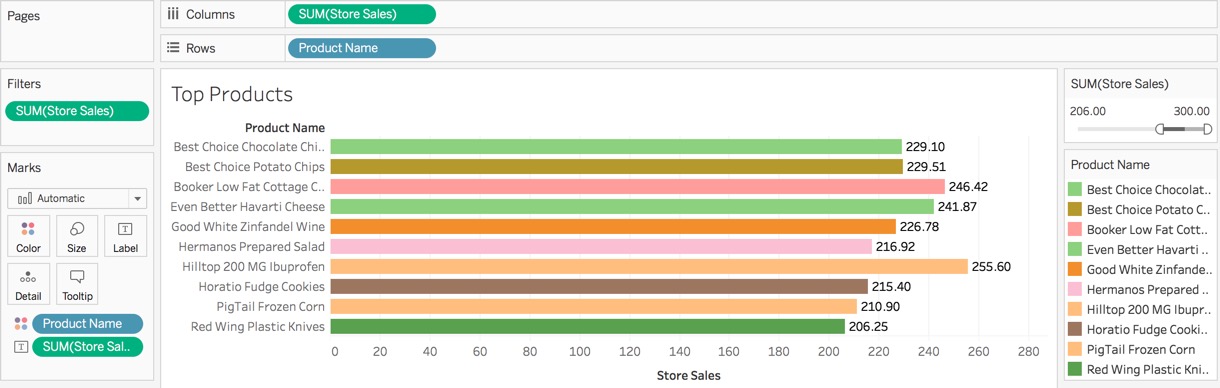 Pages
Columns
SUM(Store Sales)
Rows
Product Name
Filters
SUM(Store Sales)
Marks
Automatic
Color Size Label
Detail Tooltip
Product Name
SUM(Store Sal..
Top Products
Product Name
Best Choice Chocolate Chi.. 229.10
Best Choice Potato Chips 229.51
Booker Low Fat Cottage C.. 246.42
Even Better Havarti Cheese 241.87
Good White Zinfandel Wine 226.78
Hermanos Prepared Salad 216.92
Hilltop 200 MG Ibuprofen 255.60
Horatio Fudge Cookies 215.40
PigTail Frozen Corn 210.90
Red Wing Plastic Knives 206.25
0 20 40 60 80 100 120 140 160 180 200 220 240 260 280
Store Sales
SUM(Store Sales)
206.00 300.00
Product Name
Best Choice Chocolat..
Best Choice Potato C..
Booker Low Fat Cott..
Even Better Havarti ..
Good White Zinfande..
Hermanos Prepared ..
Hilltop 200 MG Ibupr..
Horatio Fudge Cooki..
PigTail Frozen Corn
Red Wing Plastic Kni..